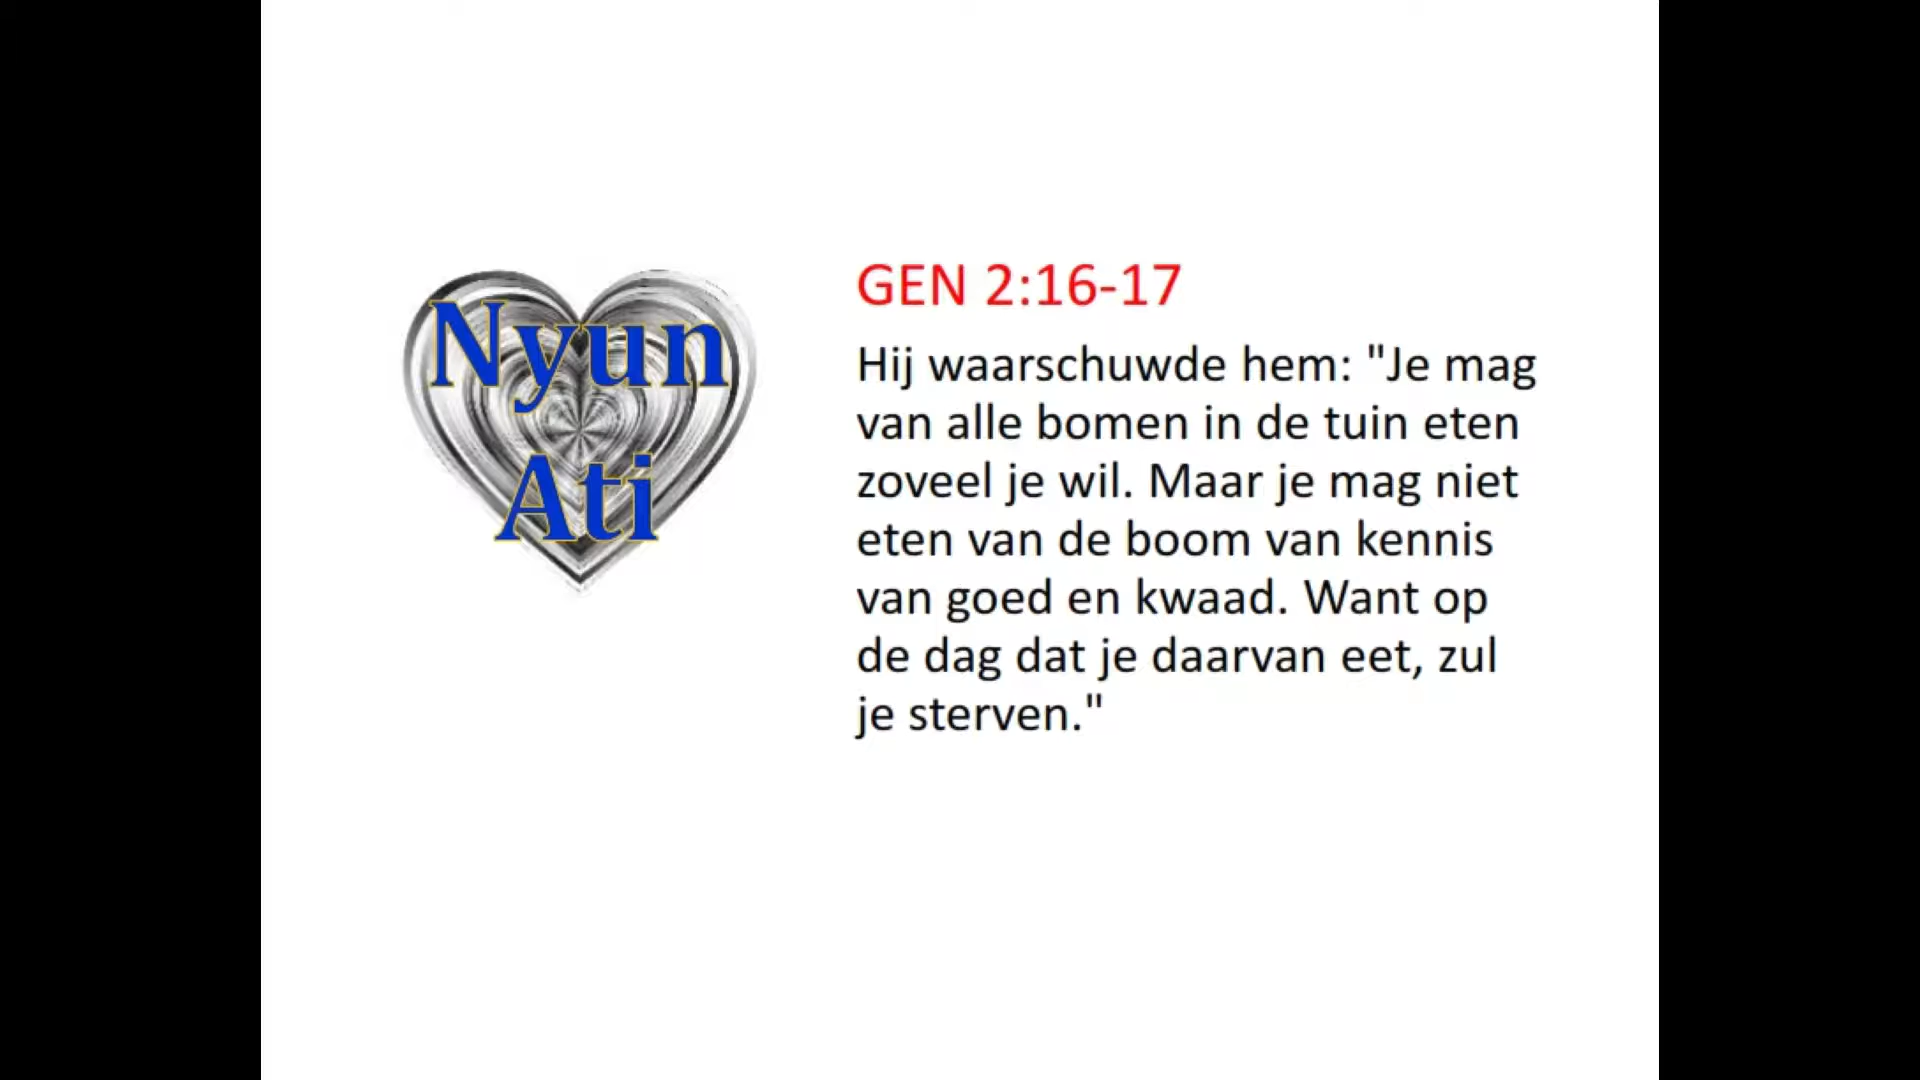 Nyun
Ati
GEN 2:16-17
Hij waarschuwde hem: "Je mag
van alle bomen in de tuin eten
zoveel je wil. Maar je mag niet
eten van de boom van kennis
van goed en kwaad. Want op
de dag dat je daarvan eet, zul
je sterven."